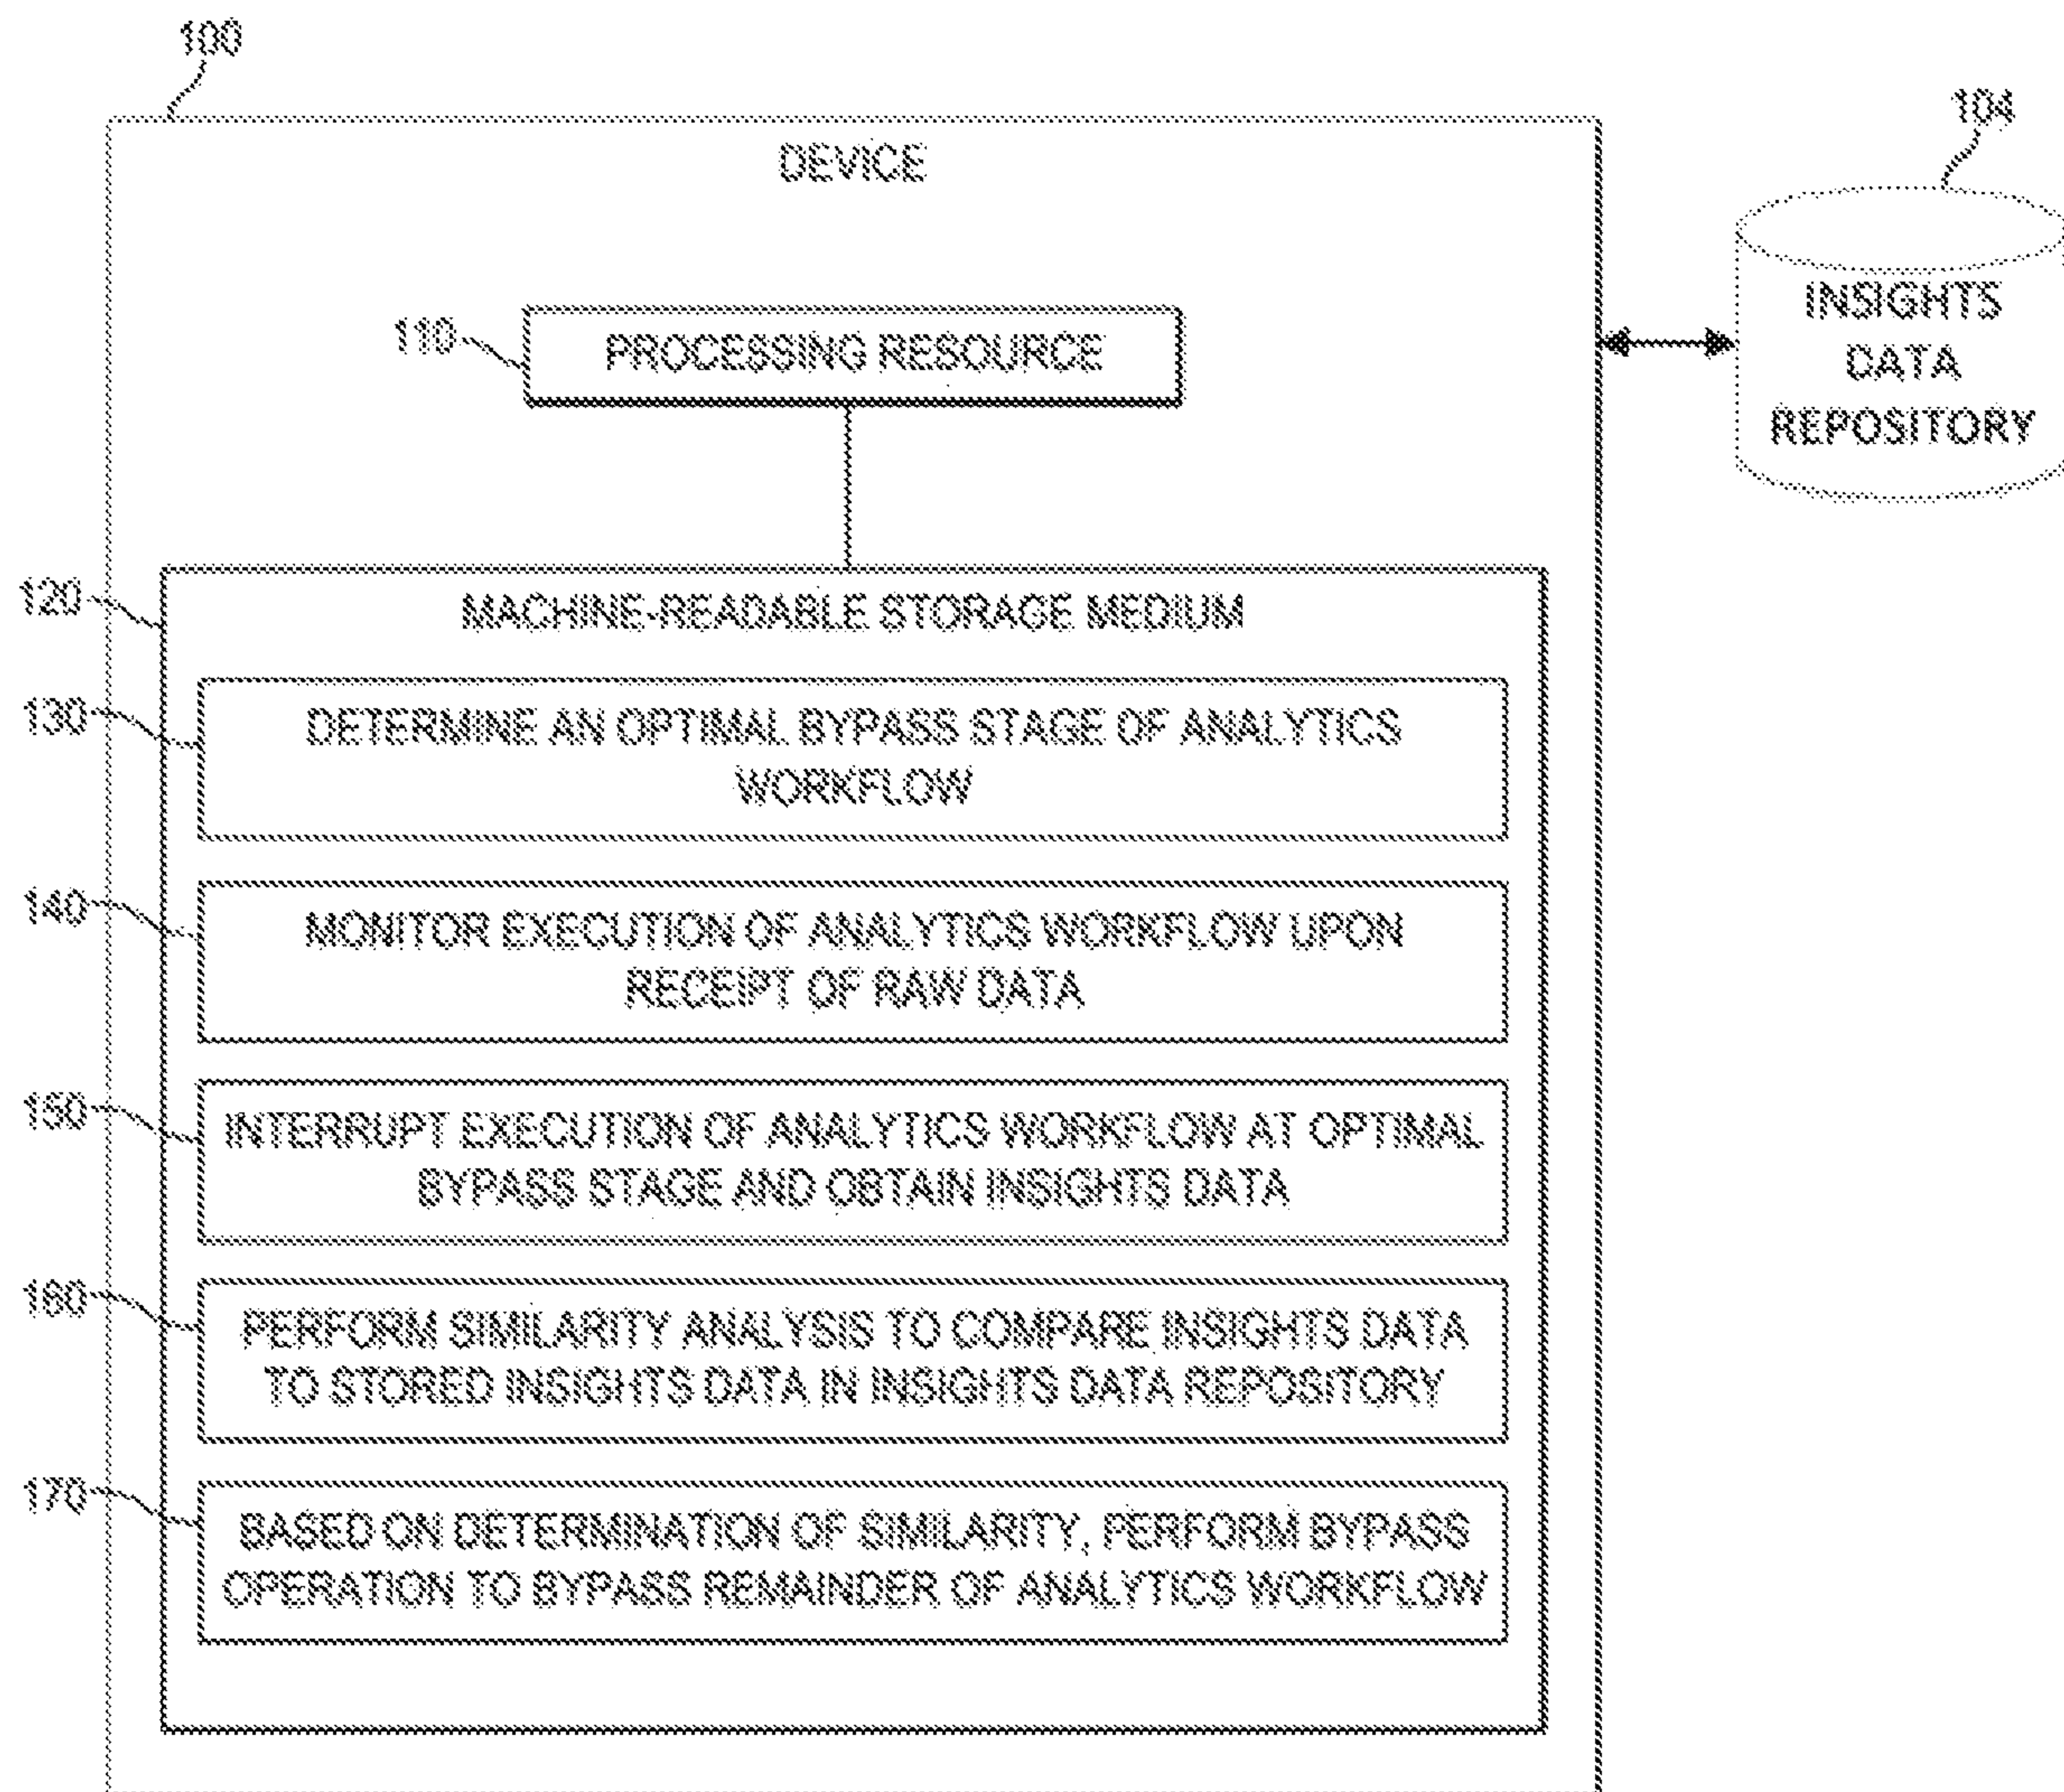 100
104
DEVICE
INSIGHTS
DATA
REPOSITORY
110
PROCESSING RESOURCE
120
MACHINE-READABLE STORAGE MEDIUM
130
DETERMINE AN OPTIMAL BYPASS STAGE OF ANALYTICS
WORKFLOW
140
MONITOR EXECUTION OF ANALYTICS WORKFLOW UPON
RECEIPT OF RAW DATA
150
INTERRUPT EXECUTION OF ANALYTICS WORKFLOW AT OPTIMAL
BYPASS STAGE AND OBTAIN INSIGHTS DATA
160
PERFORM SIMILARITY ANALYSIS TO COMPARE INSIGHTS DATA
TO STORED INSIGHTS DATA IN INSIGHTS DATA REPOSITORY
170
BASED ON DETERMINATION OF SIMILARITY, PERFORM BYPASS
OPERATION TO BYPASS REMAINDER OF ANALYTICS WORKFLOW